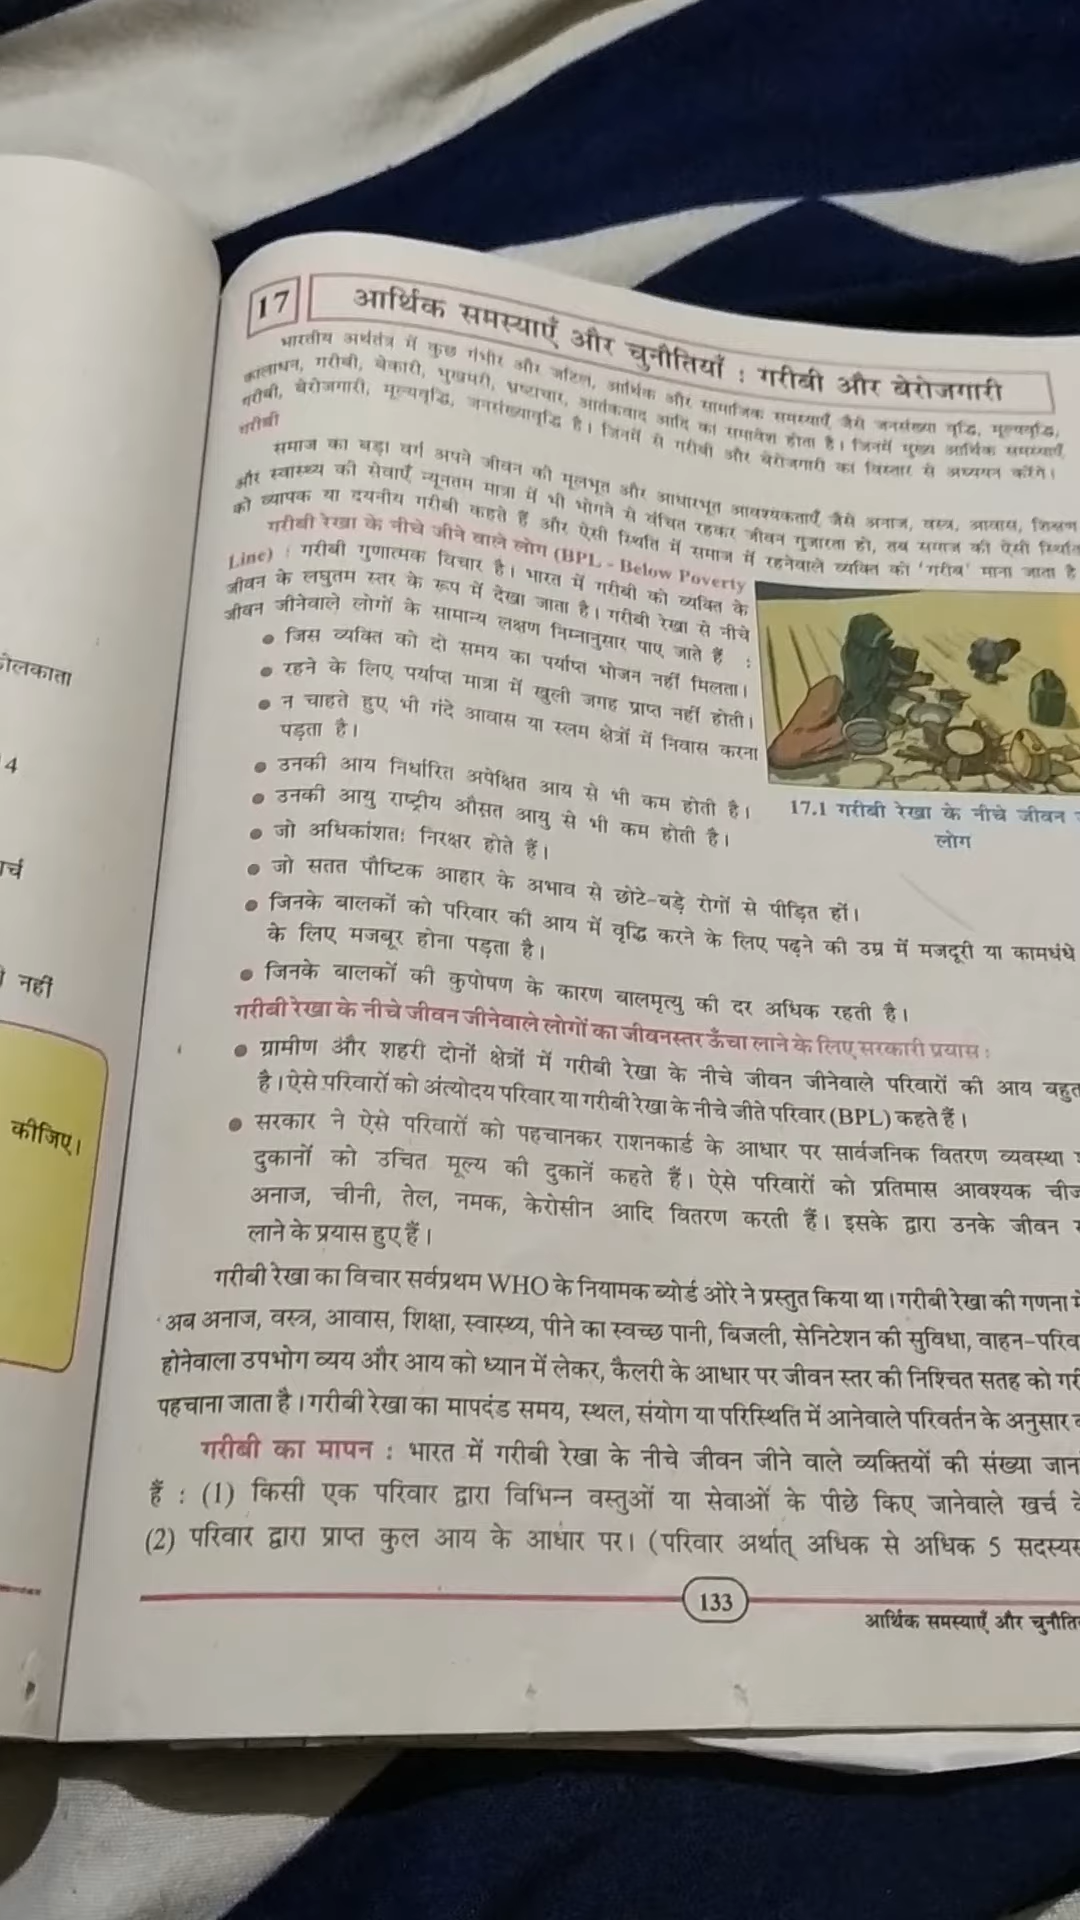 17
आर्थिक समस्याएँ और चुनौतियाँ : गरीबी और बेरोजगारी
भारतीय अर्थतंत्र में कुछ गंभीर और जटिल, आर्थिक और सामाजिक समस्याएँ जैसे जनसंख्या वृद्धि, मूल्यवृद्धि,
कालाधन, गरीबी, बेकारी, भुखमरी, भ्रष्टाचार, आतंकवाद आदि का समावेश होता है। जिनमें मुख्य आर्थिक समस्याएँ
गरीबी, बेरोजगारी, मूल्यवृद्धि, जनसंख्यावृद्धि है। जिनमें से गरीबी और बेरोजगारी का विस्तार से अध्ययन करेंगे।
गरीबी
समाज का बड़ा वर्ग अपने जीवन की मूलभूत और आधारभूत आवश्यकताएँ जैसे अनाज, वस्त्र, आवास, शिक्षण
और स्वास्थ्य की सेवाएँ न्यूनतम मात्रा में भी भोगने से वंचित रहकर जीवन गुजारता हो, तब समाज की ऐसी स्थिति
को व्यापक या दयनीय गरीबी कहते हैं और ऐसी स्थिति में समाज में रहनेवाले व्यक्ति को 'गरीब' माना जाता है
गरीबी रेखा के नीचे जीने वाले लोग (BPL - Below Poverty
Line) : गरीबी गुणात्मक विचार है। भारत में गरीबी को व्यक्ति के
जीवन के लघुतम स्तर के रूप में देखा जाता है। गरीबी रेखा से नीचे
जीवन जीनेवाले लोगों के सामान्य लक्षण निम्नानुसार पाए जाते हैं :
● जिस व्यक्ति को दो समय का पर्याप्त भोजन नहीं मिलता।
● रहने के लिए पर्याप्त मात्रा में खुली जगह प्राप्त नहीं होती।
● न चाहते हुए भी गंदे आवास या स्लम क्षेत्रों में निवास करना
पड़ता है।
● उनकी आय निर्धारित अपेक्षित आय से भी कम होती है।
● उनकी आयु राष्ट्रीय औसत आयु से भी कम होती है।
● जो अधिकांशतः निरक्षर होते हैं।
● जो सतत पौष्टिक आहार के अभाव से छोटे-बड़े रोगों से पीड़ित हों।
● जिनके बालकों को परिवार की आय में वृद्धि करने के लिए पढ़ने की उम्र में मजदूरी या कामधंधे
के लिए मजबूर होना पड़ता है।
● जिनके बालकों की कुपोषण के कारण बालमृत्यु की दर अधिक रहती है।
17.1 गरीबी रेखा के नीचे जीवन
लोग
गरीबी रेखा के नीचे जीवन जीनेवाले लोगों का जीवनस्तर ऊँचा लाने के लिए सरकारी प्रयास :
● ग्रामीण और शहरी दोनों क्षेत्रों में गरीबी रेखा के नीचे जीवन जीनेवाले परिवारों की आय बहुत
है। ऐसे परिवारों को अंत्योदय परिवार या गरीबी रेखा के नीचे जीते परिवार (BPL) कहते हैं।
● सरकार ने ऐसे परिवारों को पहचानकर राशनकार्ड के आधार पर सार्वजनिक वितरण व्यवस्था
दुकानों को उचित मूल्य की दुकानें कहते हैं। ऐसे परिवारों को प्रतिमास आवश्यक चीज
अनाज, चीनी, तेल, नमक, केरोसीन आदि वितरण करती हैं। इसके द्वारा उनके जीवन
लाने के प्रयास हुए हैं।
गरीबी रेखा का विचार सर्वप्रथम WHO के नियामक ब्योर्ड ओरे ने प्रस्तुत किया था। गरीबी रेखा की गणना
अब अनाज, वस्त्र, आवास, शिक्षा, स्वास्थ्य, पीने का स्वच्छ पानी, बिजली, सेनिटेशन की सुविधा, वाहन-परिव
होनेवाला उपभोग व्यय और आय को ध्यान में लेकर, कैलरी के आधार पर जीवन स्तर की निश्चित सतह को गरी
पहचाना जाता है। गरीबी रेखा का मापदंड समय, स्थल, संयोग या परिस्थिति में आनेवाले परिवर्तन के अनुसार
गरीबी का मापन : भारत में गरीबी रेखा के नीचे जीवन जीने वाले व्यक्तियों की संख्या जान
हैं : (1) किसी एक परिवार द्वारा विभिन्न वस्तुओं या सेवाओं के पीछे किए जानेवाले खर्च
(2) परिवार द्वारा प्राप्त कुल आय के आधार पर। (परिवार अर्थात् अधिक से अधिक 5 सदस्य
133
आर्थिक समस्याएँ और चुनौति
ोलकाता
4
ार्च
नहीं
कीजिए।